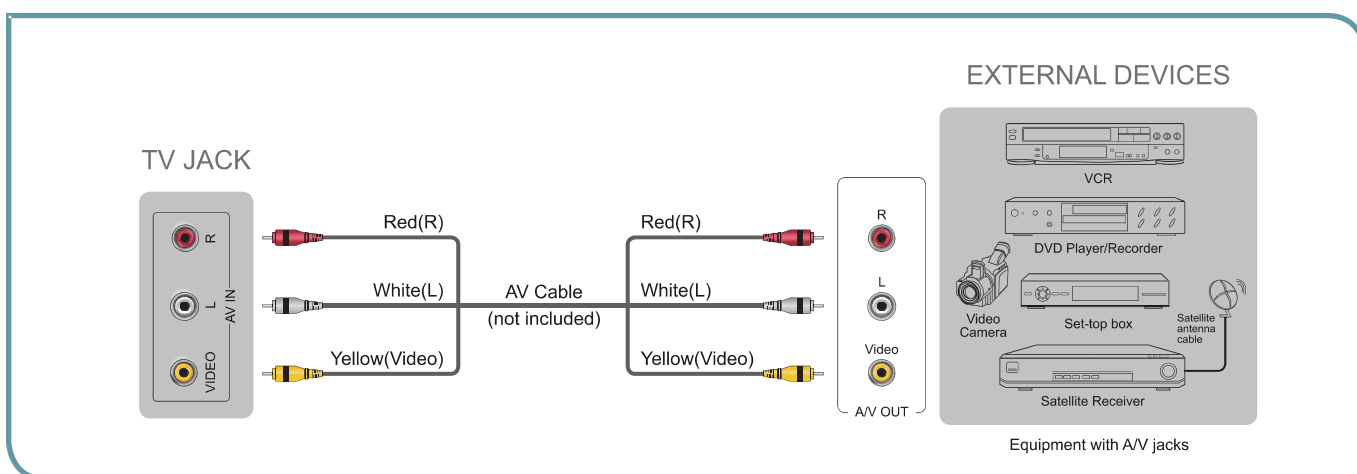 EXTERNAL DEVICES
TV JACK
R
L
VIDEO
AV IN
Red(R)
White(L)
Yellow(Video)
AV Cable
(not included)
Red(R)
White(L)
Yellow(Video)
R
L
Video
A/V OUT
VCR
DVD Player/Recorder
Video
Camera
Set-top box
Satellite
antenna
cable
Satellite Receiver
Equipment with A/V jacks